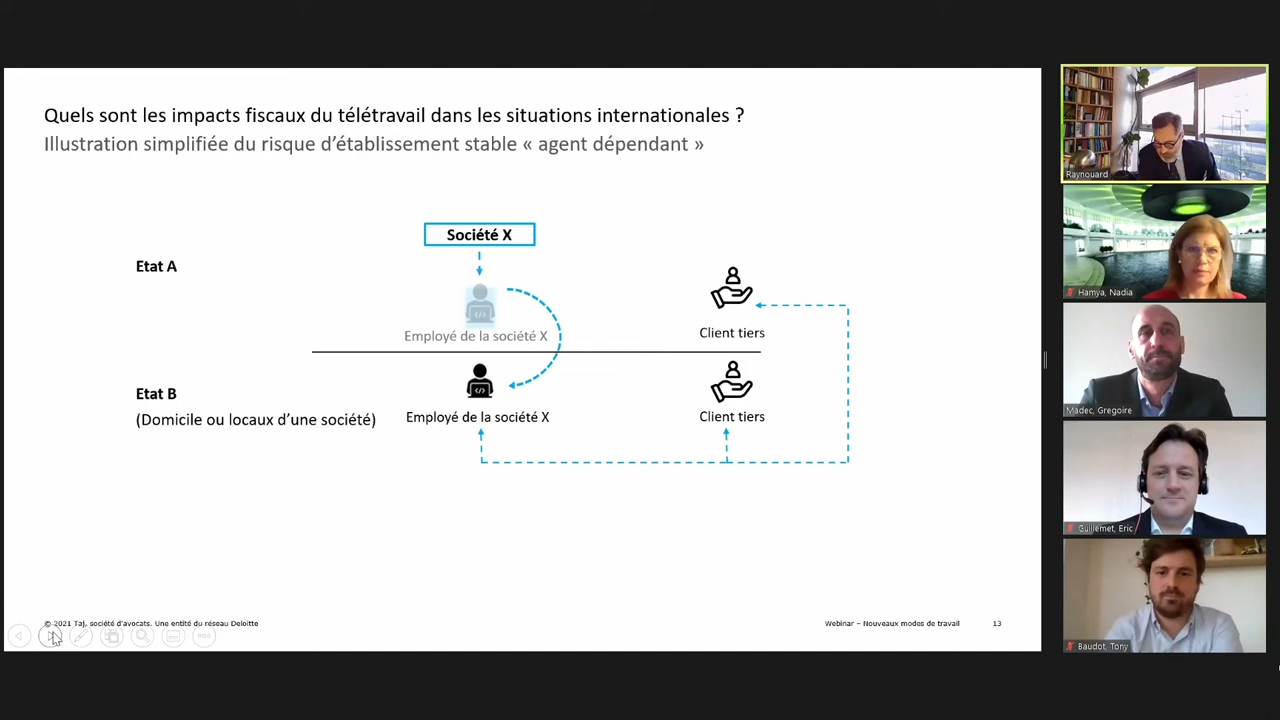 Quels sont les impacts fiscaux du télétravail dans les situations internationales ?
Illustration simplifiée du risque d’établissement stable « agent dépendant »
Société X
Etat A
Employé de la société X
Client tiers
Etat B
(Domicile ou locaux d’une société)
Employé de la société X
Client tiers
© 2021 Taj, société d'avocats. Une entité du réseau Deloitte
Webinar – Nouveaux modes de travail
13
Raynouard
Hamya, Nadia
Madec, Gregoire
Guillemet, Eric
Baudot, Tony